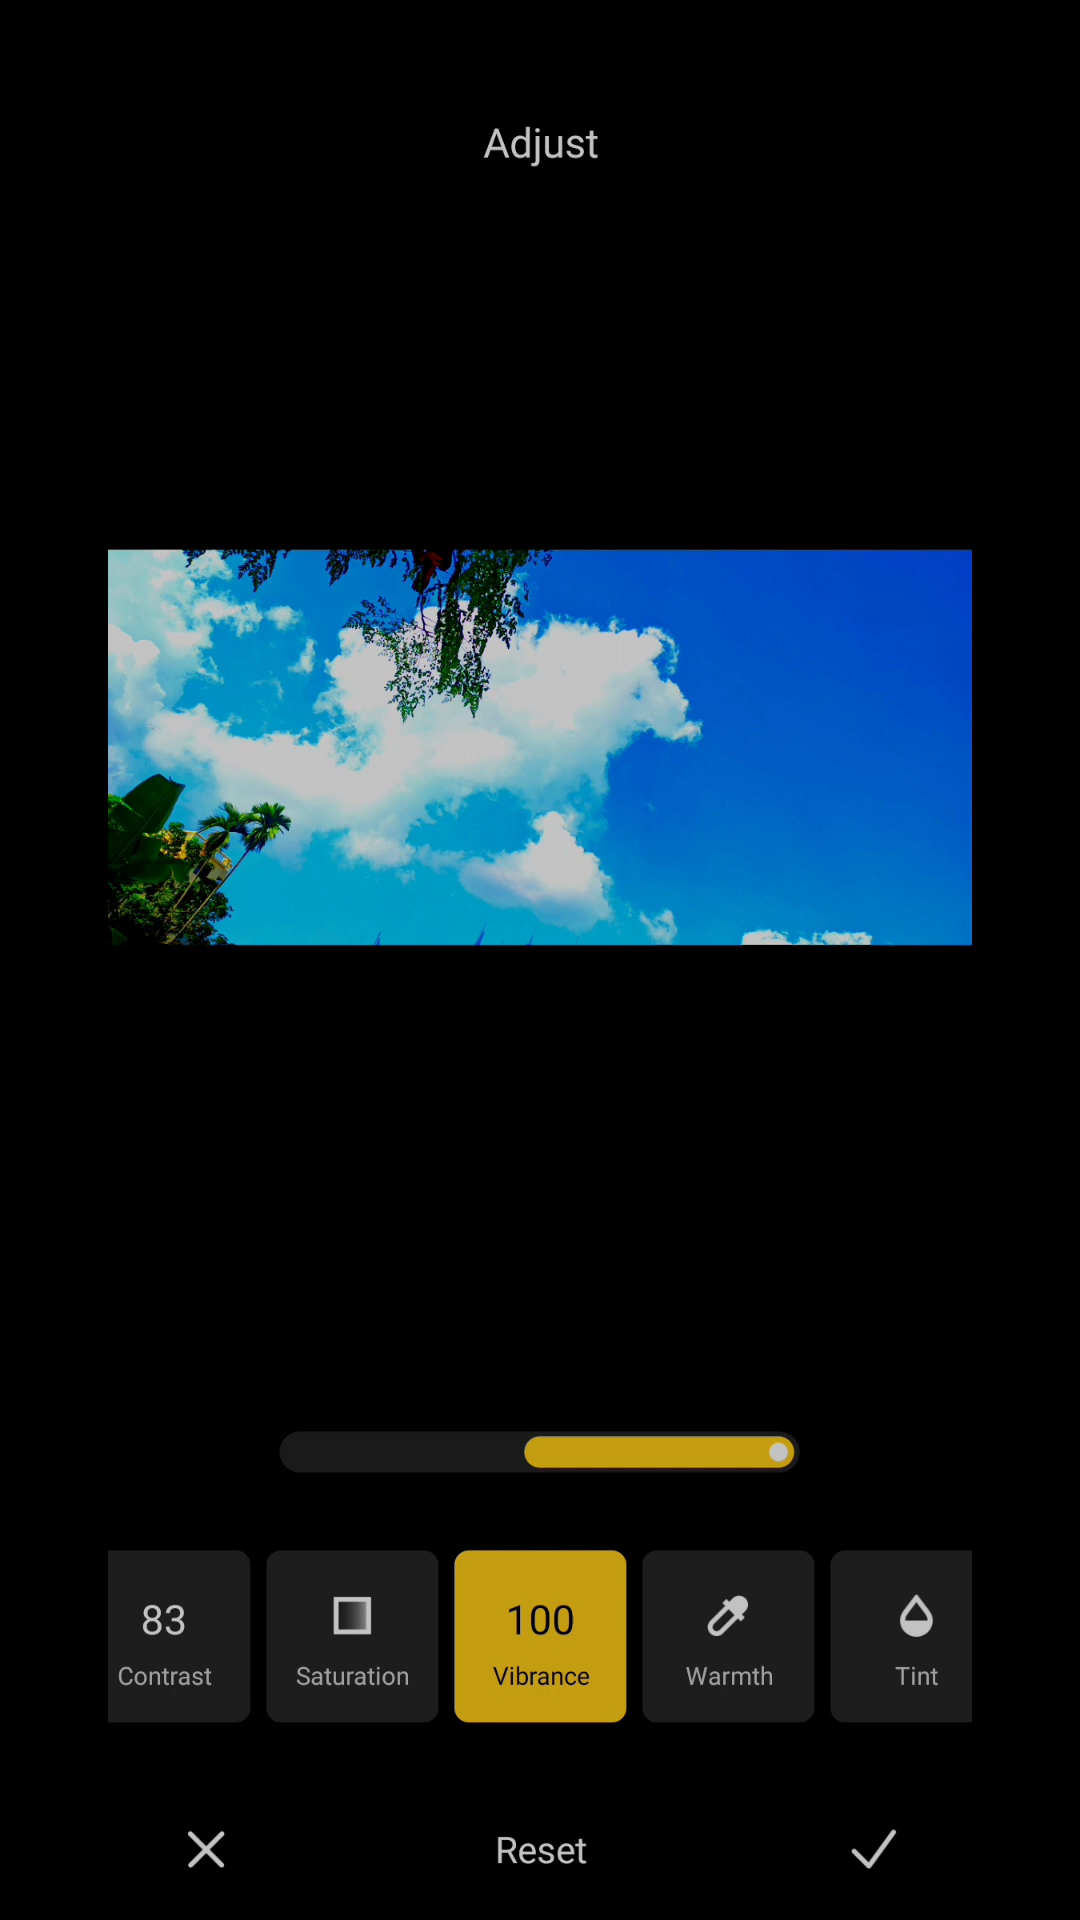 Adjust
83
Contrast
Saturation
100
Vibrance
Warmth
Tint
Reset